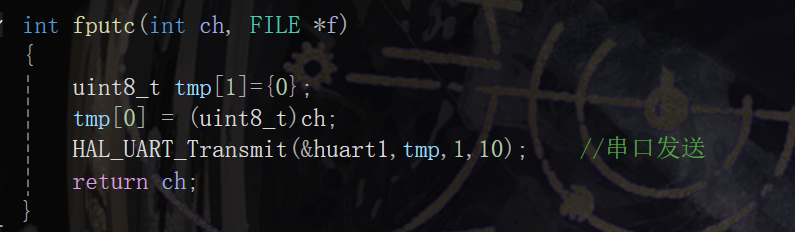 int fputc(int ch, FILE *f)
{
uint8_t tmp[1]={0};
tmp[0] = (uint8_t)ch;
HAL_UART_Transmit(&huart1,tmp,1,10); //串口发送
return ch;
}